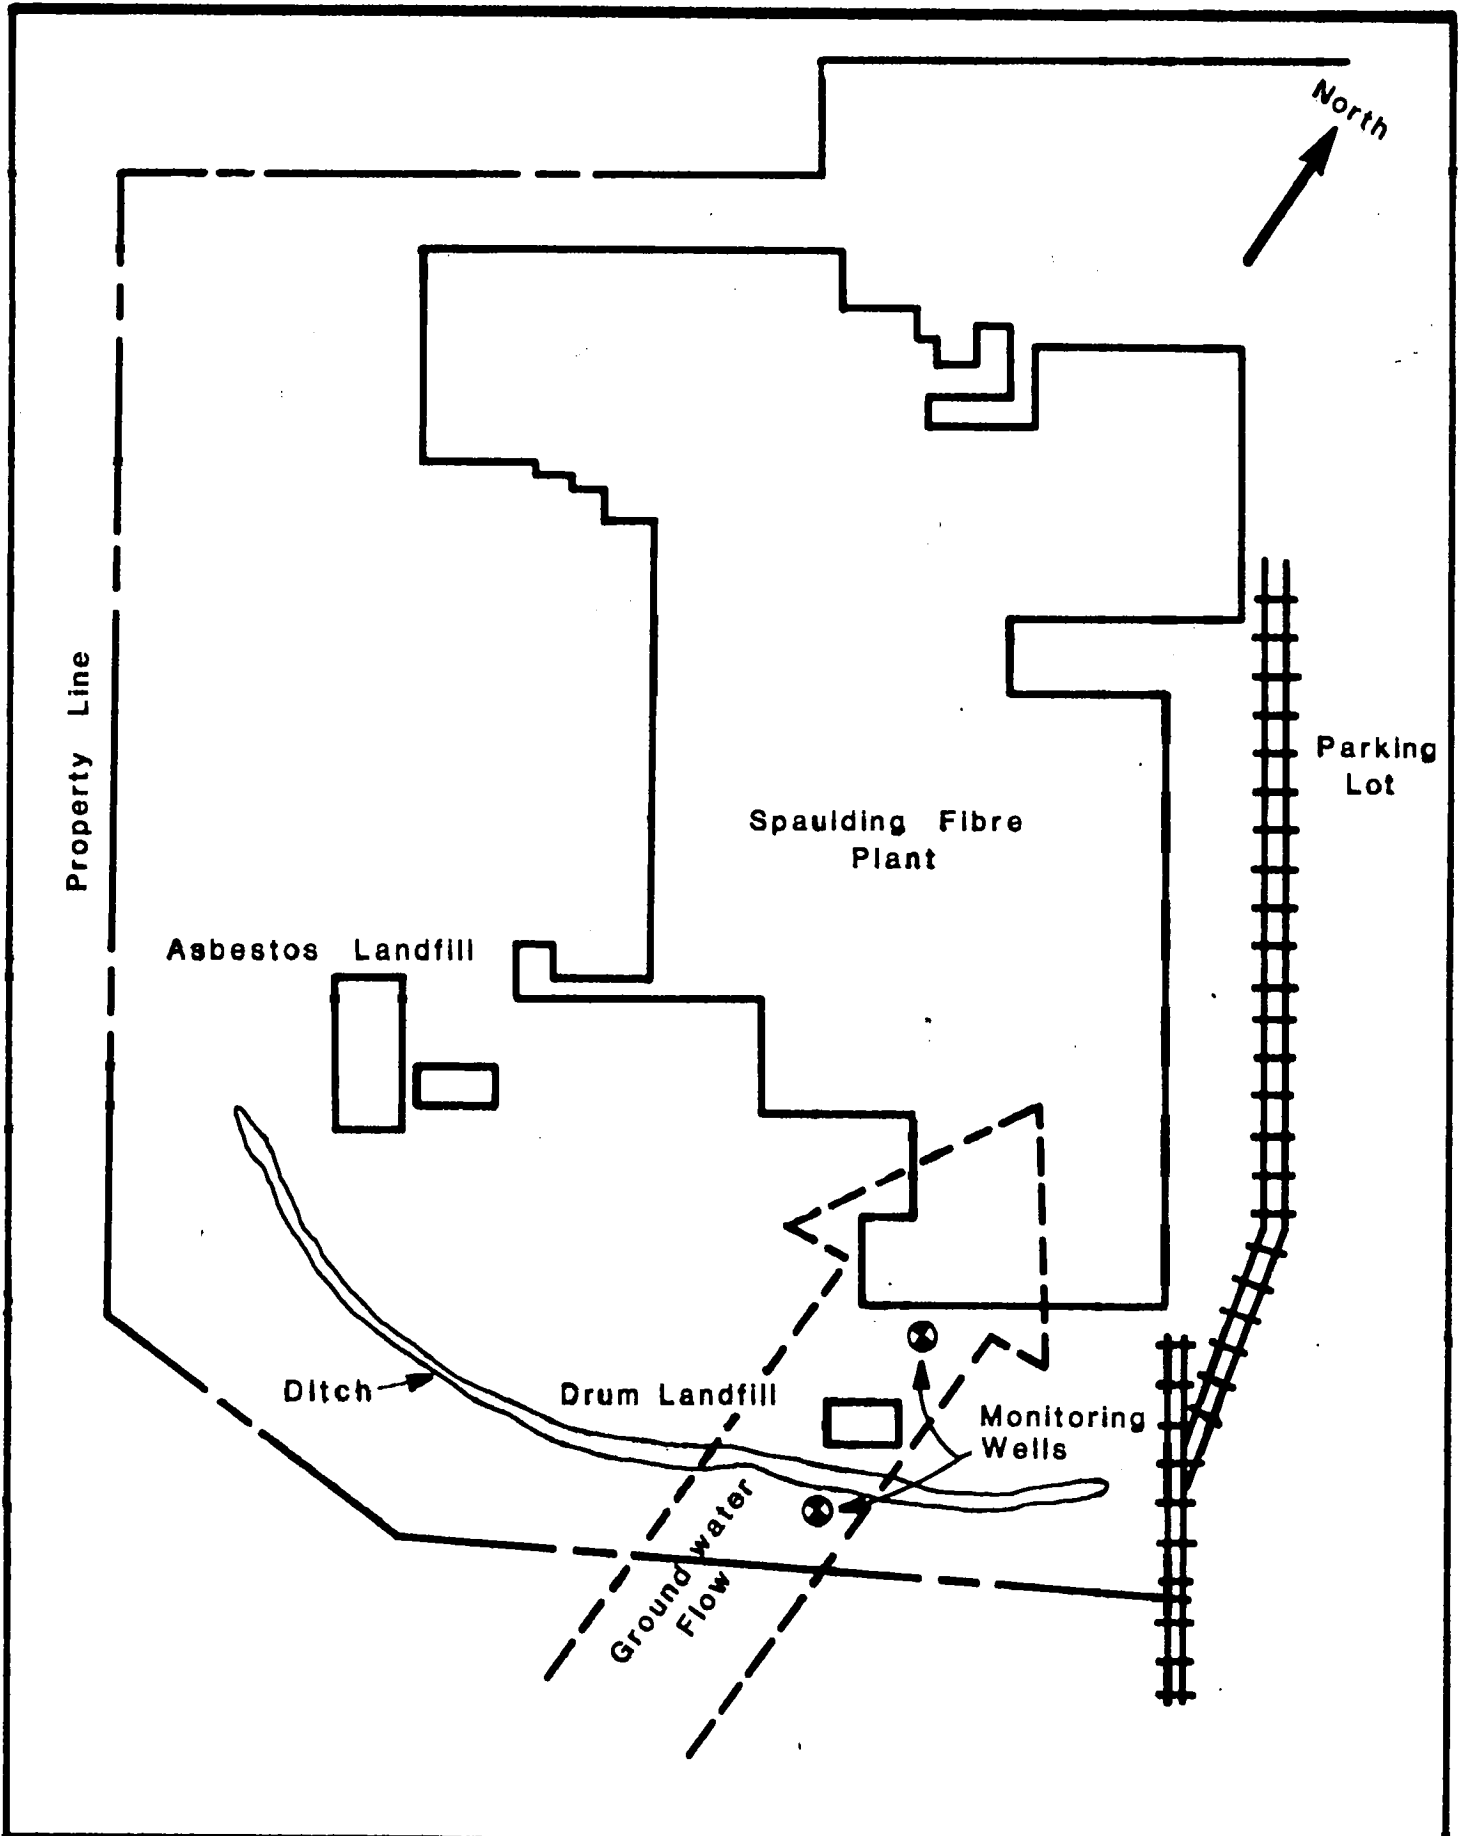 North
Property Line
Parking
Lot
Spaulding Fibre
Plant
Asbestos Landfill
Ditch
Drum Landfill
Monitoring
Wells
Ground water
Flow